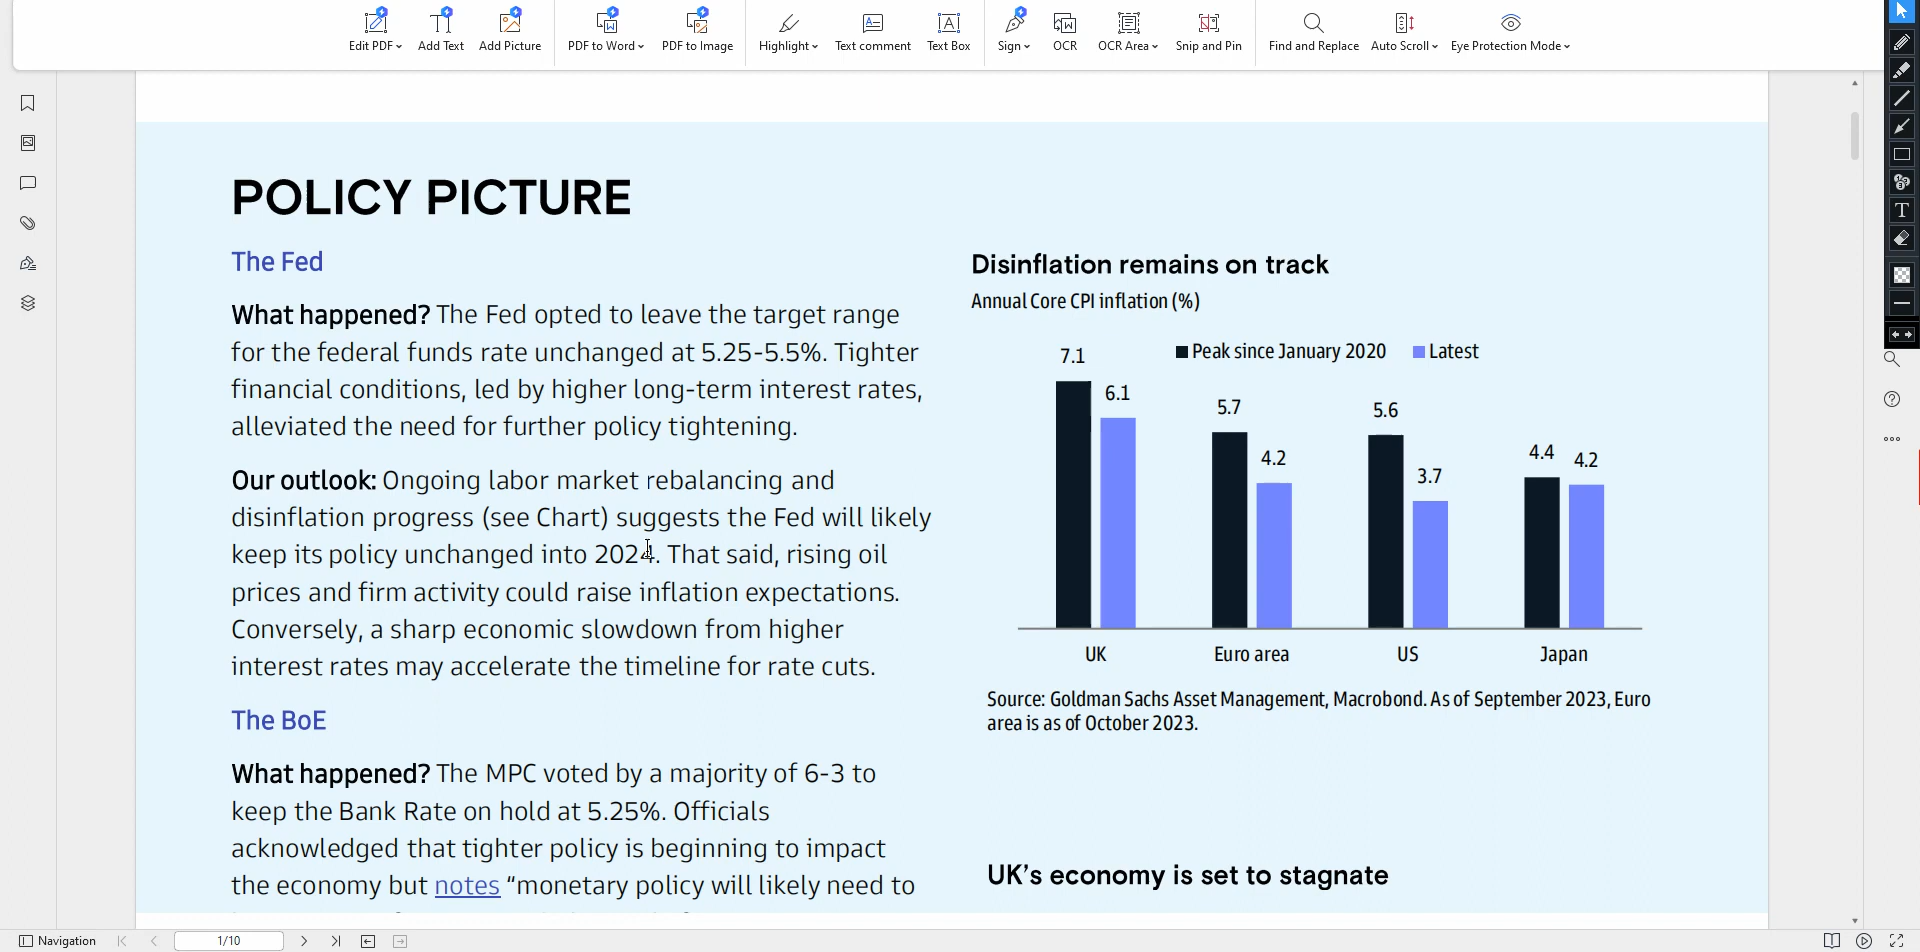 Edit PDF
Add Text
Add Picture
PDF to Word
PDF to Image
Highlight
Text comment
Text Box
Sign
OCR
OCR Area
Snip and Pin
Find and Replace
Auto Scroll
Eye Protection Mode
POLICY PICTURE
The Fed
What happened? The Fed opted to leave the target range
for the federal funds rate unchanged at 5.25-5.5%. Tighter
financial conditions, led by higher long-term interest rates,
alleviated the need for further policy tightening.
Our outlook: Ongoing labor market rebalancing and
disinflation progress (see Chart) suggests the Fed will likely
keep its policy unchanged into 2024. That said, rising oil
prices and firm activity could raise inflation expectations.
Conversely, a sharp economic slowdown from higher
interest rates may accelerate the timeline for rate cuts.
The BoE
What happened? The MPC voted by a majority of 6-3 to
keep the Bank Rate on hold at 5.25%. Officials
acknowledged that tighter policy is beginning to impact
the economy but notes “monetary policy will likely need to
Disinflation remains on track
Annual Core CPI inflation (%)
Peak since January 2020
Latest
7.1
6.1
5.7
4.2
5.6
3.7
4.4
4.2
UK
Euro area
US
Japan
Source: Goldman Sachs Asset Management, Macrobond. As of September 2023, Euro
area is as of October 2023.
UK’s economy is set to stagnate
Navigation
1/10